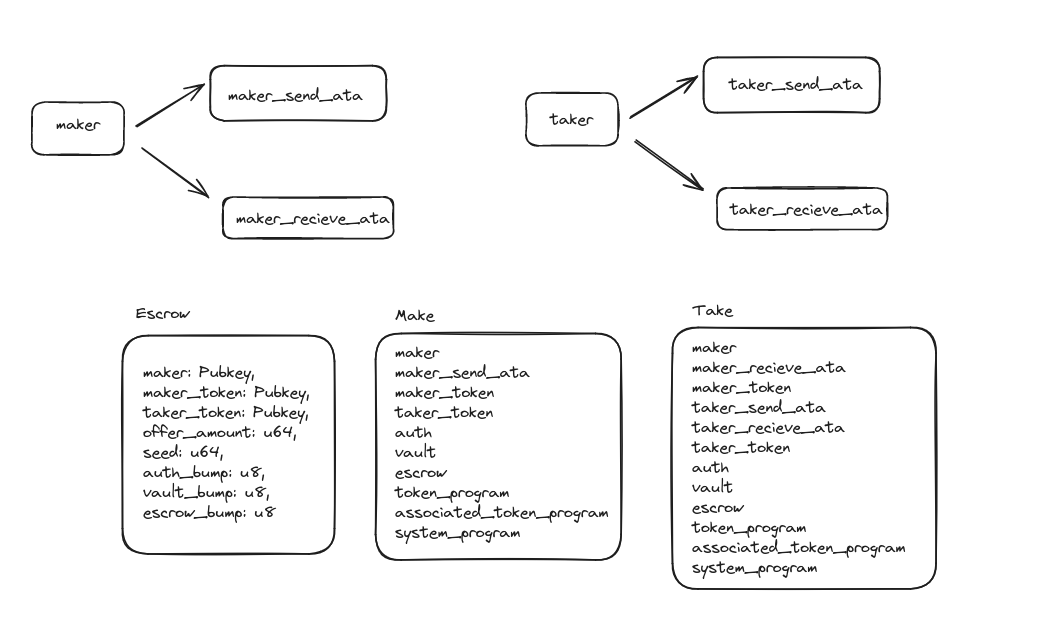 maker
maker_send_ata
maker_recieve_ata
taker
taker_send_ata
taker_recieve_ata
Escrow
maker: Pubkey,
maker_token: Pubkey,
taker_token: Pubkey,
offer_amount: u64,
seed: u64,
auth_bump: u8,
vault_bump: u8,
escrow_bump: u8
Make
maker
maker_send_ata
maker_token
taker_token
auth
vault
escrow
token_program
associated_token_program
system_program
Take
maker
maker_recieve_ata
maker_token
taker_send_ata
taker_recieve_ata
taker_token
auth
vault
escrow
token_program
associated_token_program
system_program